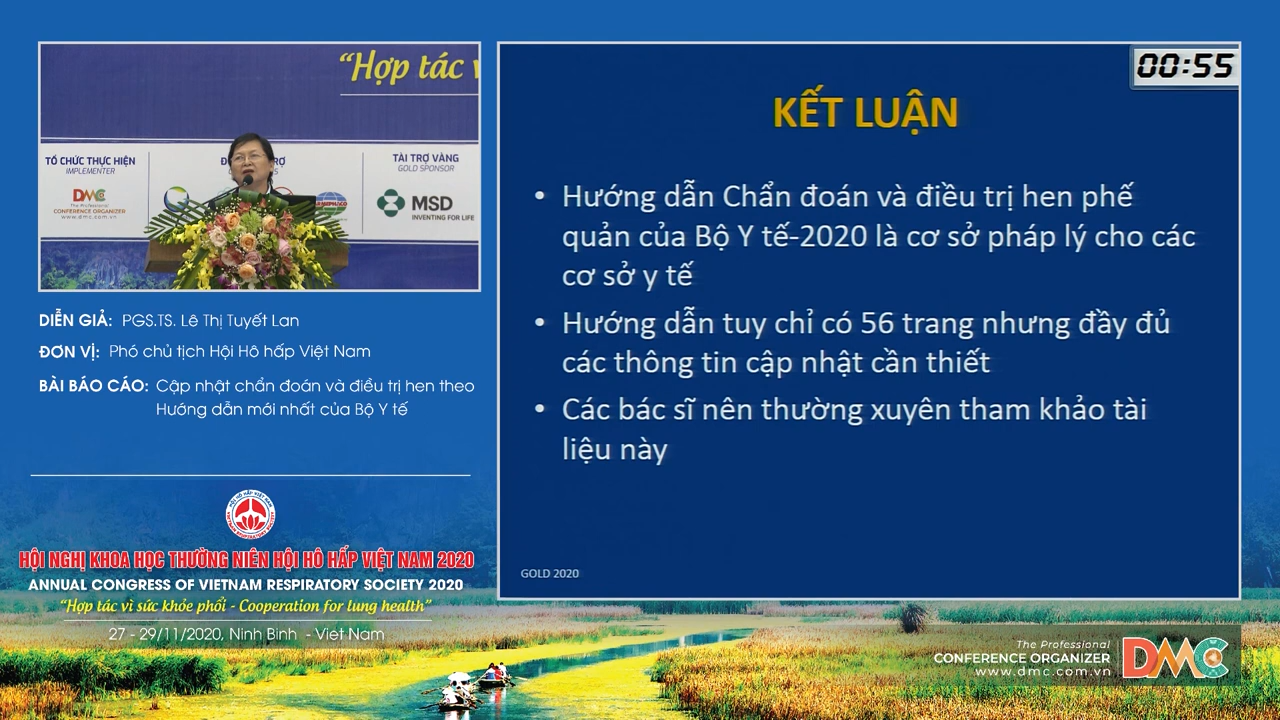 “Hợp tác v
TỔ CHỨC THỰC HIỆN
IMPLEMENTER
DMC
The Professional
CONFERENCE ORGANIZER
www.dmc.com.vn
TÀI TRỢ VÀNG
GOLD SPONSOR
MSD
INVENTING FOR LIFE
DIỄN GIẢ: PGS.TS. Lê Thị Tuyết Lan
ĐƠN VỊ: Phó chủ tịch Hội Hô hấp Việt Nam
BÀI BÁO CÁO: Cập nhật chẩn đoán và điều trị hen theo
Hướng dẫn mới nhất của Bộ Y tế
HỘI NGHỊ KHOA HỌC THƯỜNG NIÊN HỘI HÔ HẤP VIỆT NAM 2020
ANNUAL CONGRESS OF VIETNAM RESPIRATORY SOCIETY 2020
“Hợp tác vì sức khỏe phổi - Cooperation for lung health”
27 - 29/11/2020, Ninh Binh - Viet Nam
00:55
KẾT LUẬN
• Hướng dẫn Chẩn đoán và điều trị hen phế
quản của Bộ Y tế-2020 là cơ sở pháp lý cho các
cơ sở y tế
• Hướng dẫn tuy chỉ có 56 trang nhưng đầy đủ
các thông tin cập nhật cần thiết
• Các bác sĩ nên thường xuyên tham khảo tài
liệu này
GOLD 2020
The Professional
CONFERENCE ORGANIZER
www.dmc.com.vn
DMC